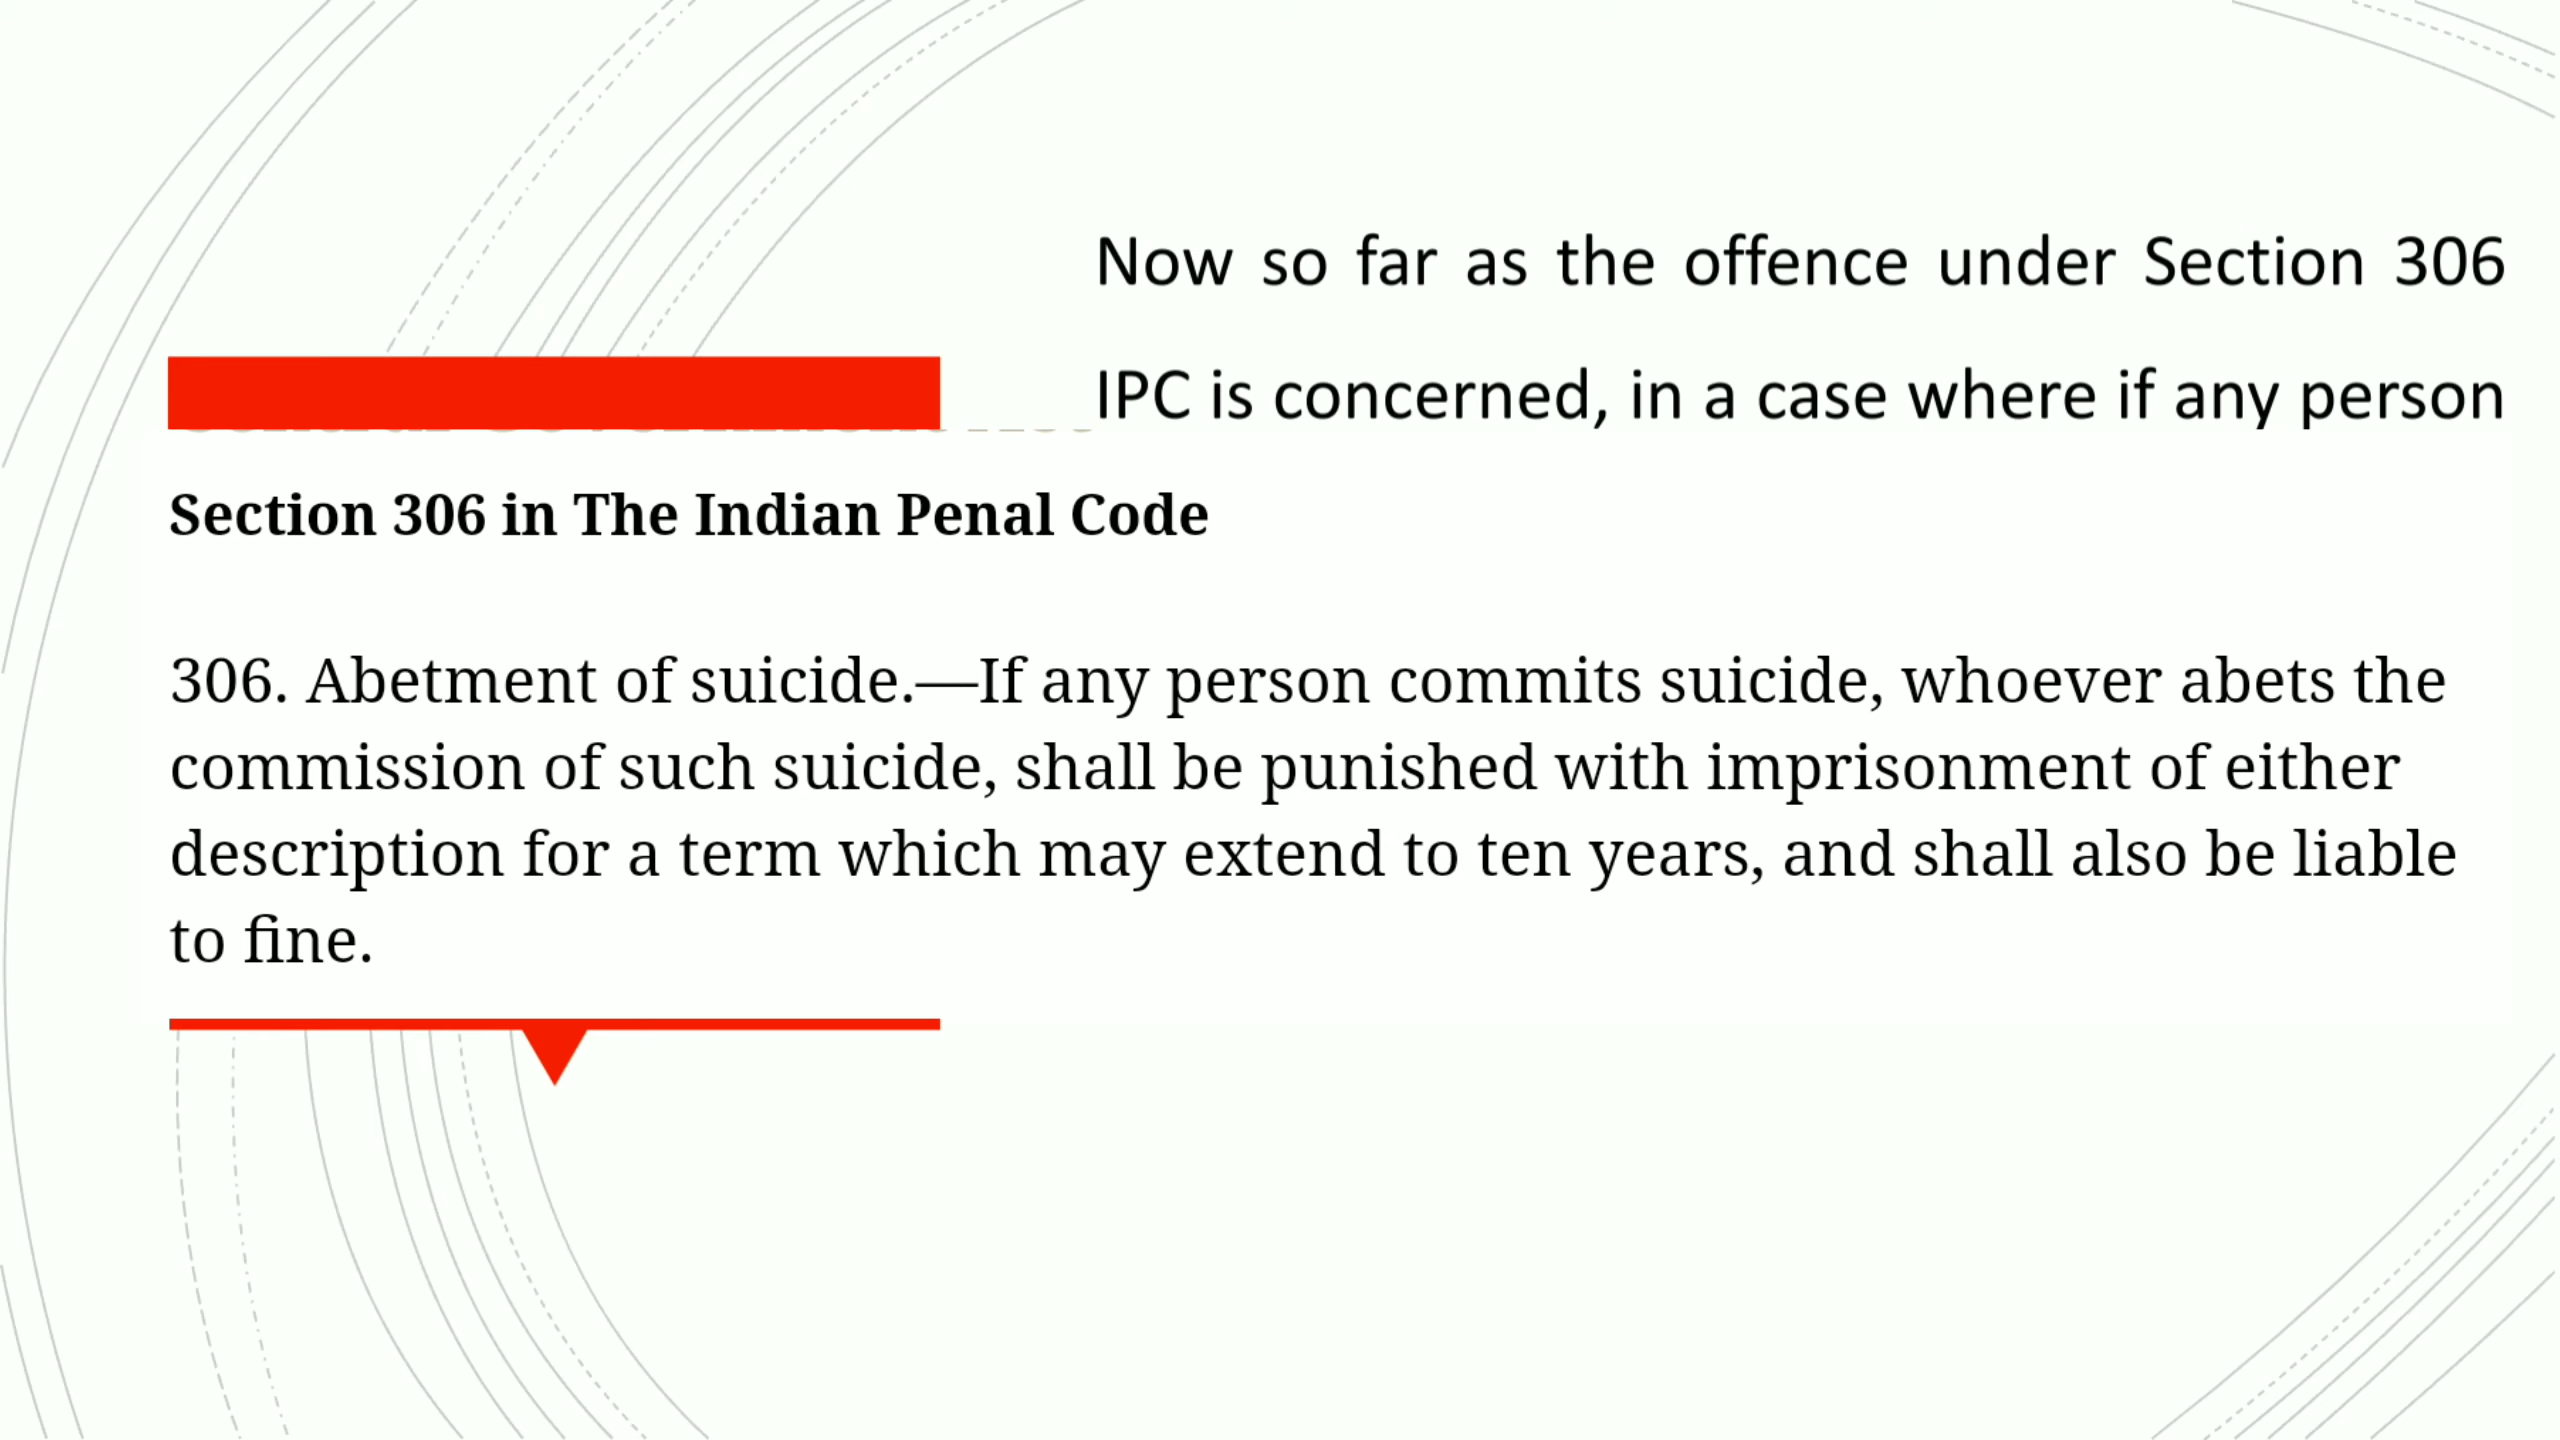 Now so far as the offence under Section 306
IPC is concerned, in a case where if any person
Section 306 in The Indian Penal Code
306. Abetment of suicide.—If any person commits suicide, whoever abets the
commission of such suicide, shall be punished with imprisonment of either
description for a term which may extend to ten years, and shall also be liable
to fine.